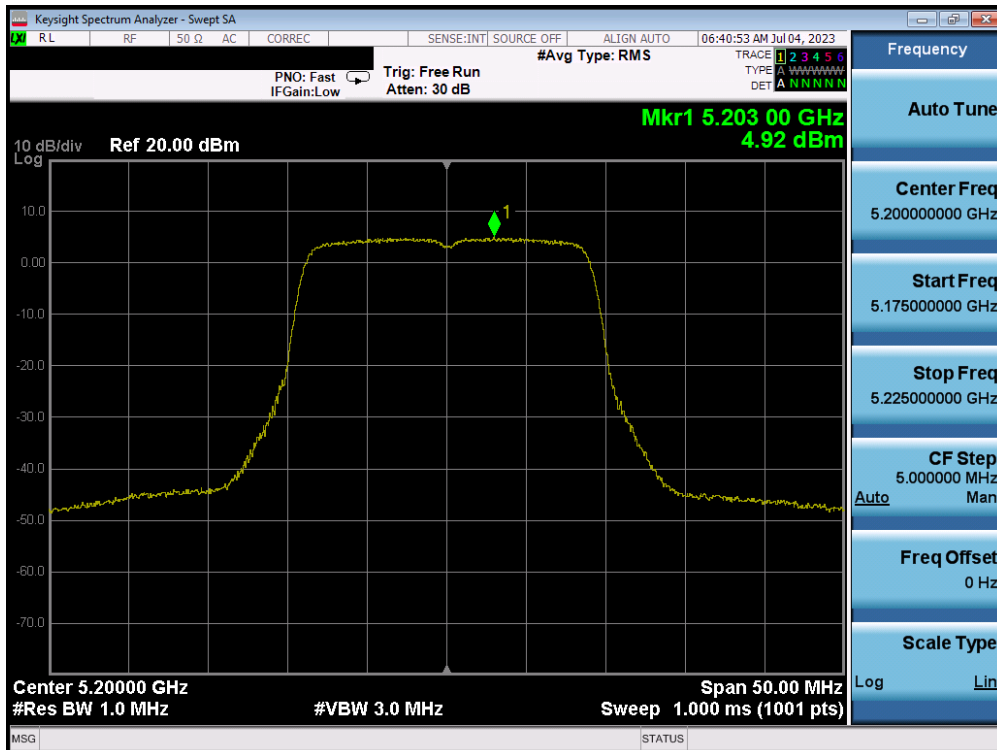 Keysight Spectrum Analyzer - Swept SA
LXI RL RF 50 Ω AC CORREC SENSE:INT SOURCE OFF ALIGN AUTO 06:40:53 AM Jul 04, 2023
PNO: Fast
IFGain:Low
Trig: Free Run
Atten: 30 dB
#Avg Type: RMS
TRACE 1 2 3 4 5 6
TYPE A WWWWW
DET A N N N N N
Mkr1 5.203 00 GHz
4.92 dBm
10 dB/div Ref 20.00 dBm
Log
1
10.0
0.00
-10.0
-20.0
-30.0
-40.0
-50.0
-60.0
-70.0
Center 5.20000 GHz Span 50.00 MHz
#Res BW 1.0 MHz #VBW 3.0 MHz Sweep 1.000 ms (1001 pts)
MSG STATUS
Frequency
Auto Tune
Center Freq
5.200000000 GHz
Start Freq
5.175000000 GHz
Stop Freq
5.225000000 GHz
CF Step
5.000000 MHz
Auto Man
Freq Offset
0 Hz
Scale Type
Log Lin